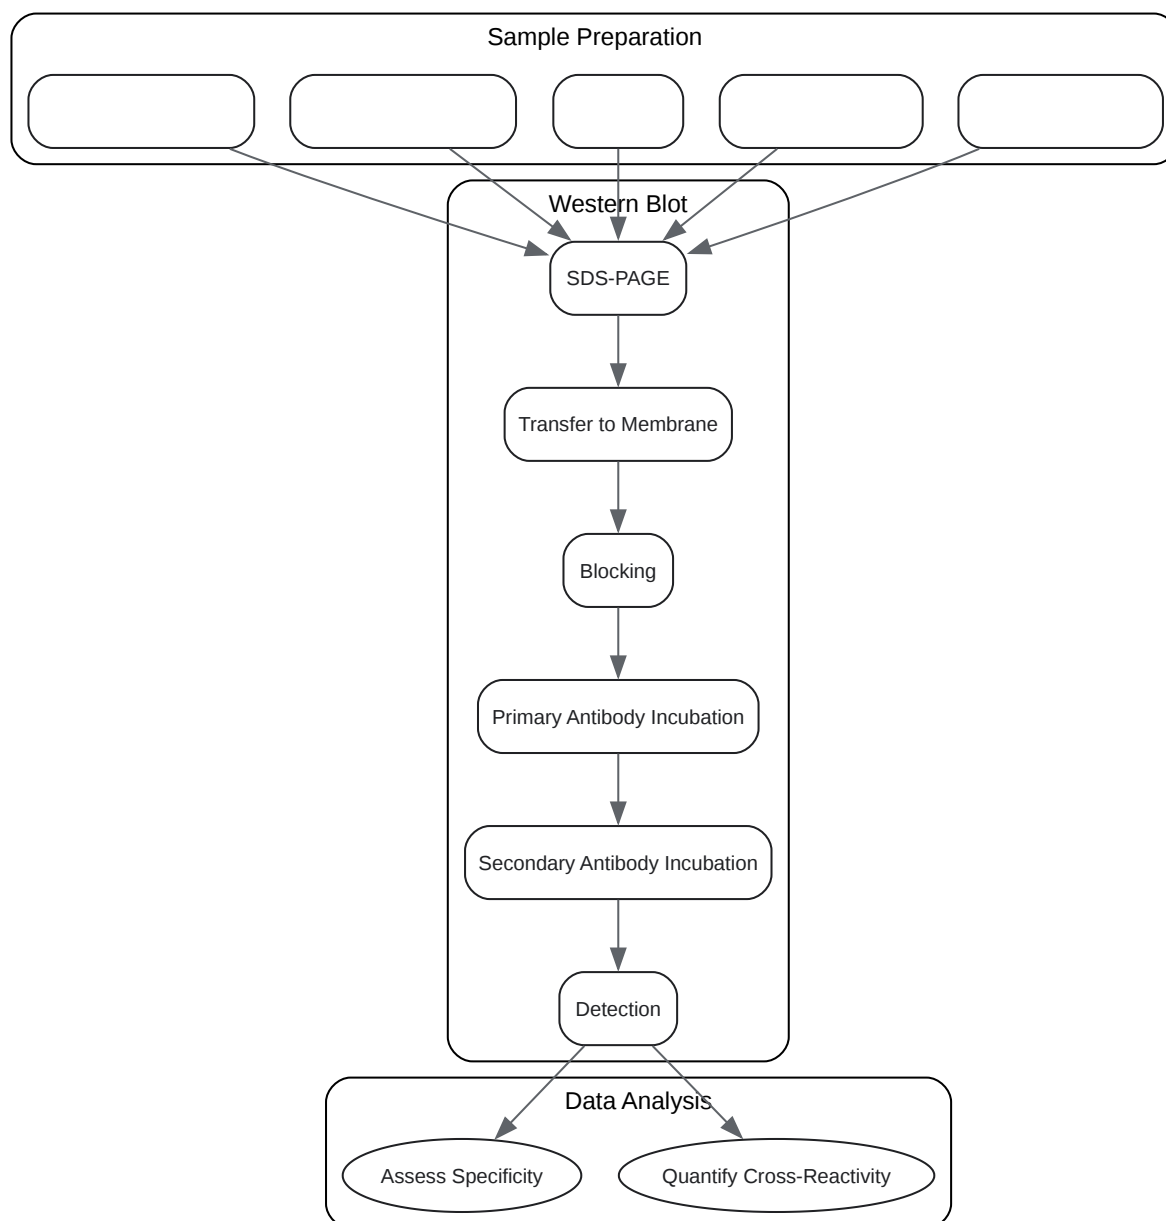 Sample Preparation
Western Blot
SDS-PAGE
Transfer to Membrane
Blocking
Primary Antibody Incubation
Secondary Antibody Incubation
Detection
Data Analysis
Assess Specificity
Quantify Cross-Reactivity